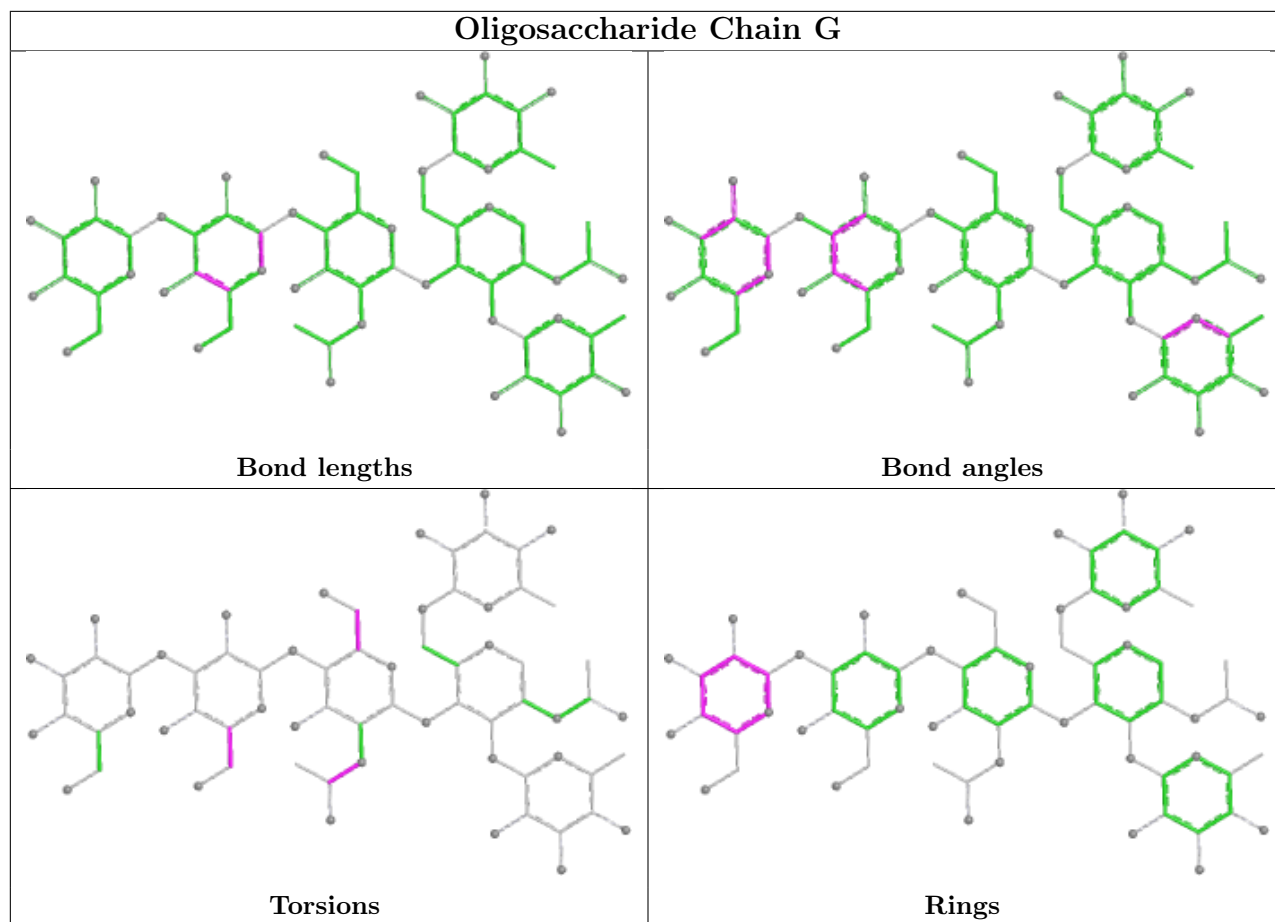 Oligosaccharide Chain G
Bond lengths
Bond angles
Torsions
Rings